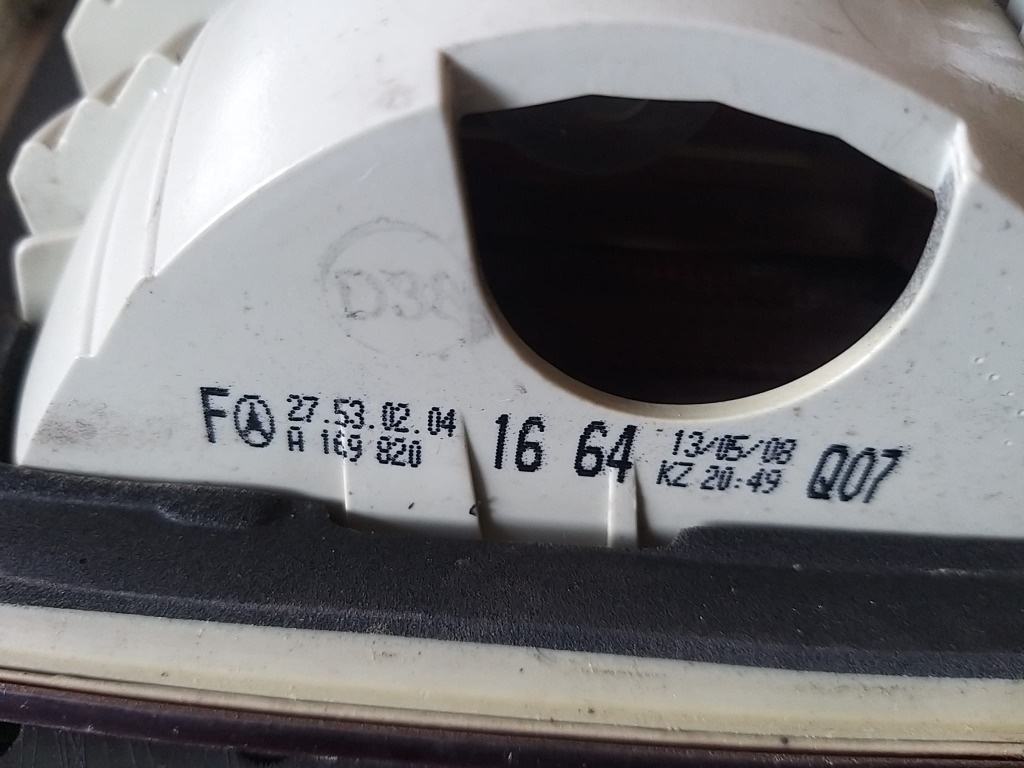 F 27.53.02.04 16 64 13/05/08 Q07
A 169 820 KZ 20:49